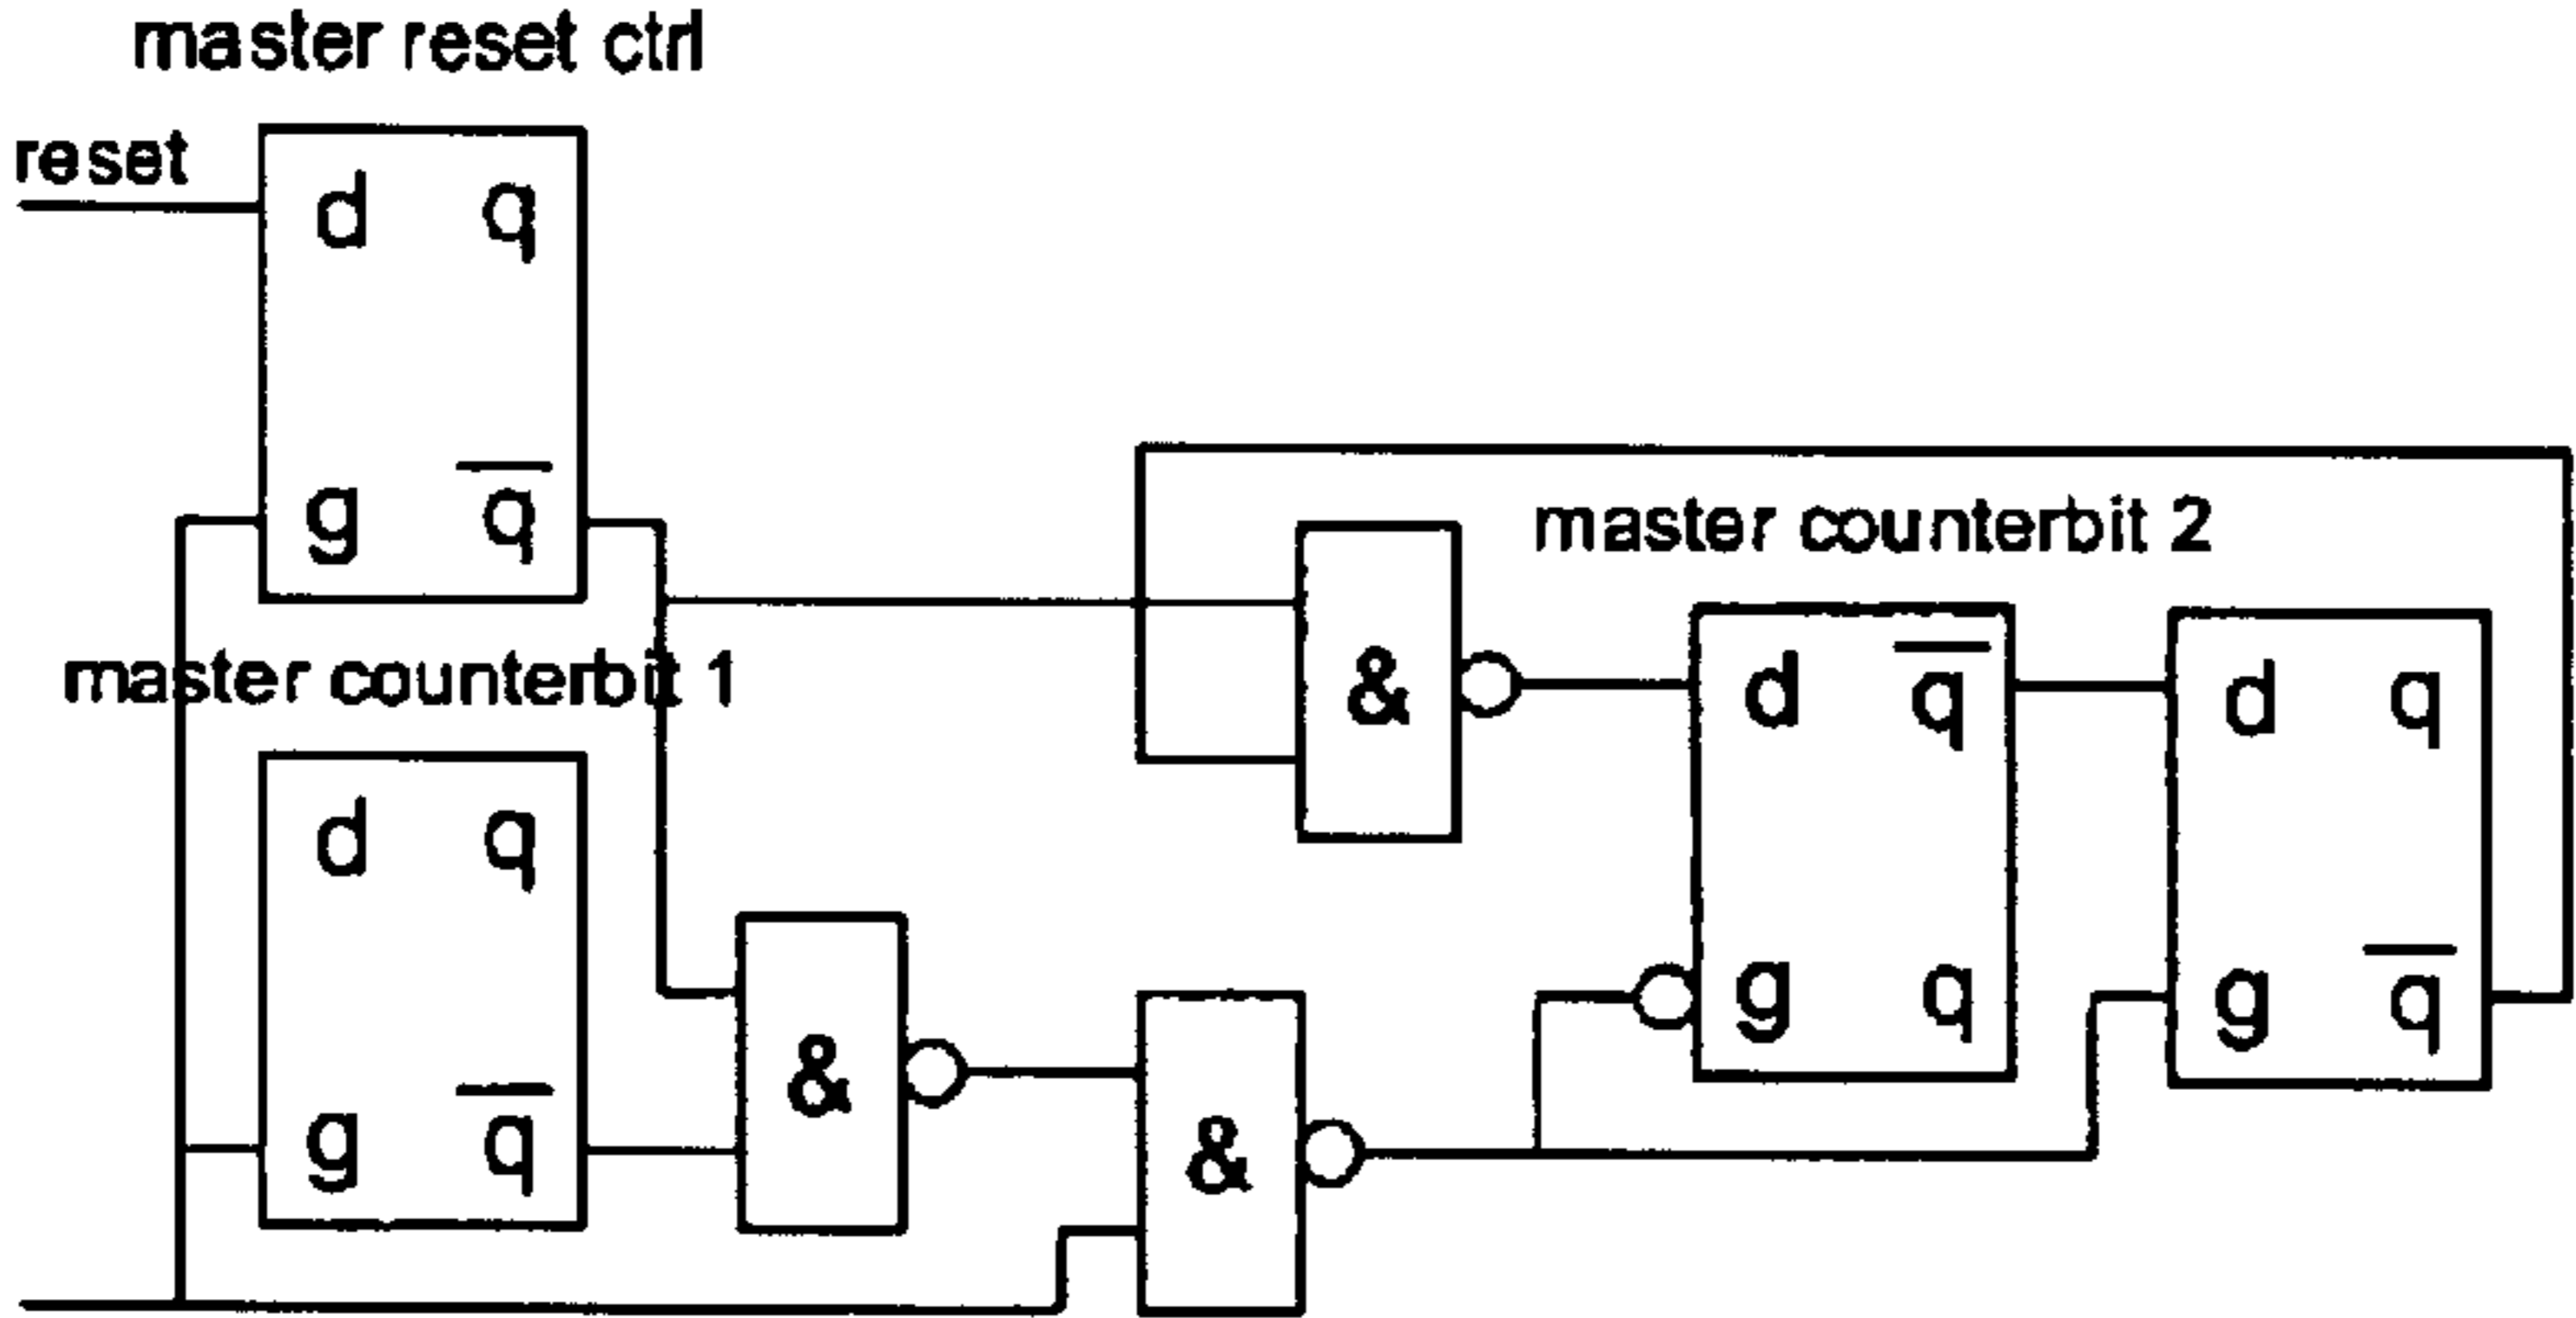 master reset ctrl
reset
d q
g q
master counterbit 1
d q
g q
&
&
&
master counterbit 2
d q
g q
d q
g q